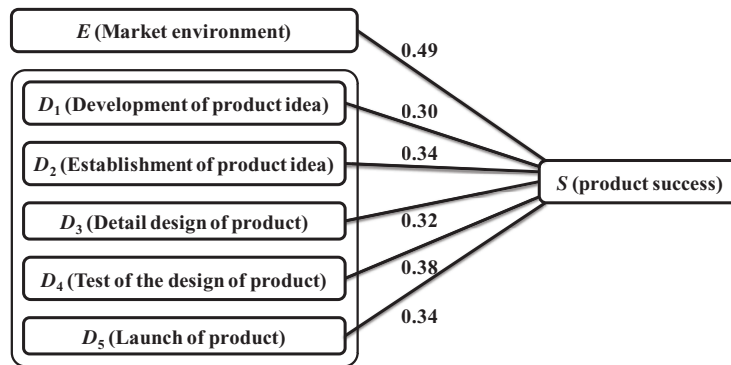 E (Market environment)
0.49
D1 (Development of product idea)
0.30
D2 (Establishment of product idea)
0.34
S (product success)
D3 (Detail design of product)
0.32
D4 (Test of the design of product)
0.38
D5 (Launch of product)
0.34